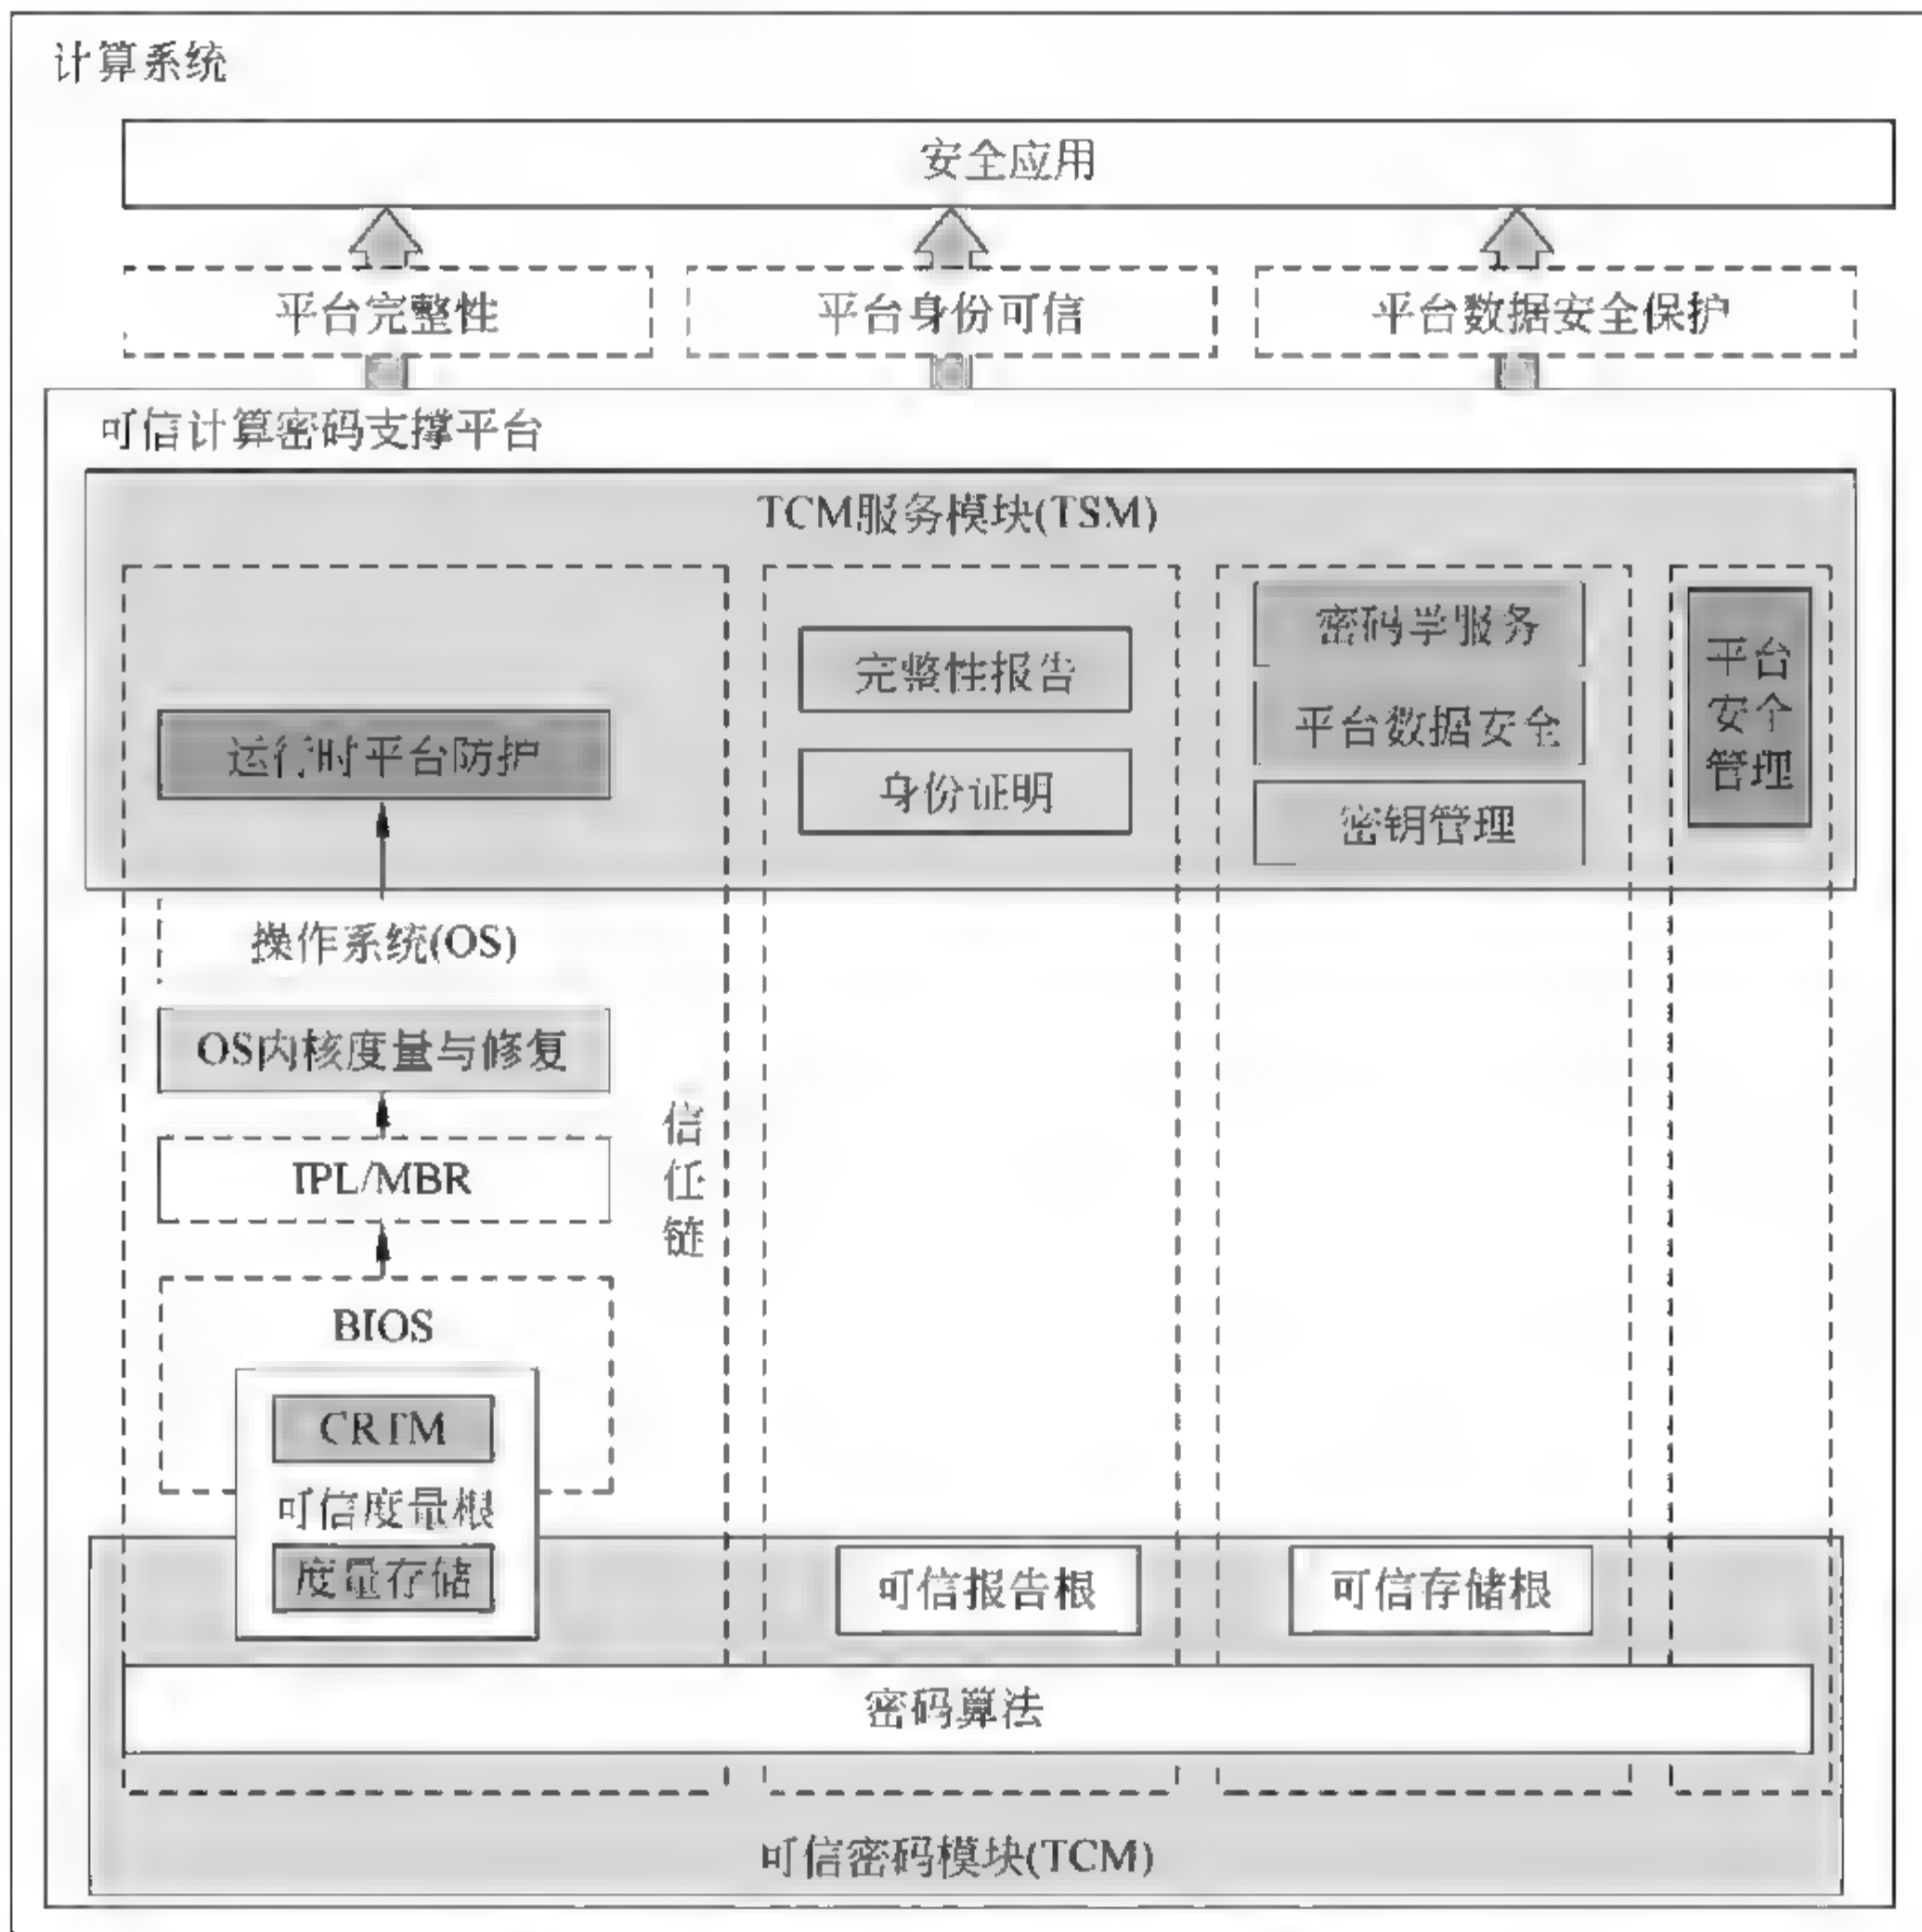 计算系统
安全应用
平台完整性
平台身份可信
平台数据安全保护
可信计算密码支撑平台
TCM服务模块(TSM)
运行时平台防护
完整性报告
身份证明
密码学服务
平台数据安全
密钥管理
平台
安全
管理
操作系统(OS)
OS内核度量与修复
IPL/MBR
信
任
链
BIOS
CRTM
可信度量根
度量存储
可信报告根
可信存储根
密码算法
可信密码模块(TCM)